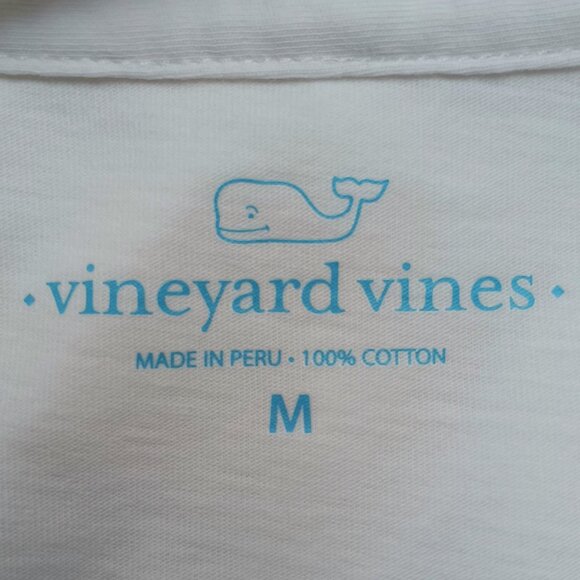 · vineyard vines ·
MADE IN PERU · 100% COTTON
M